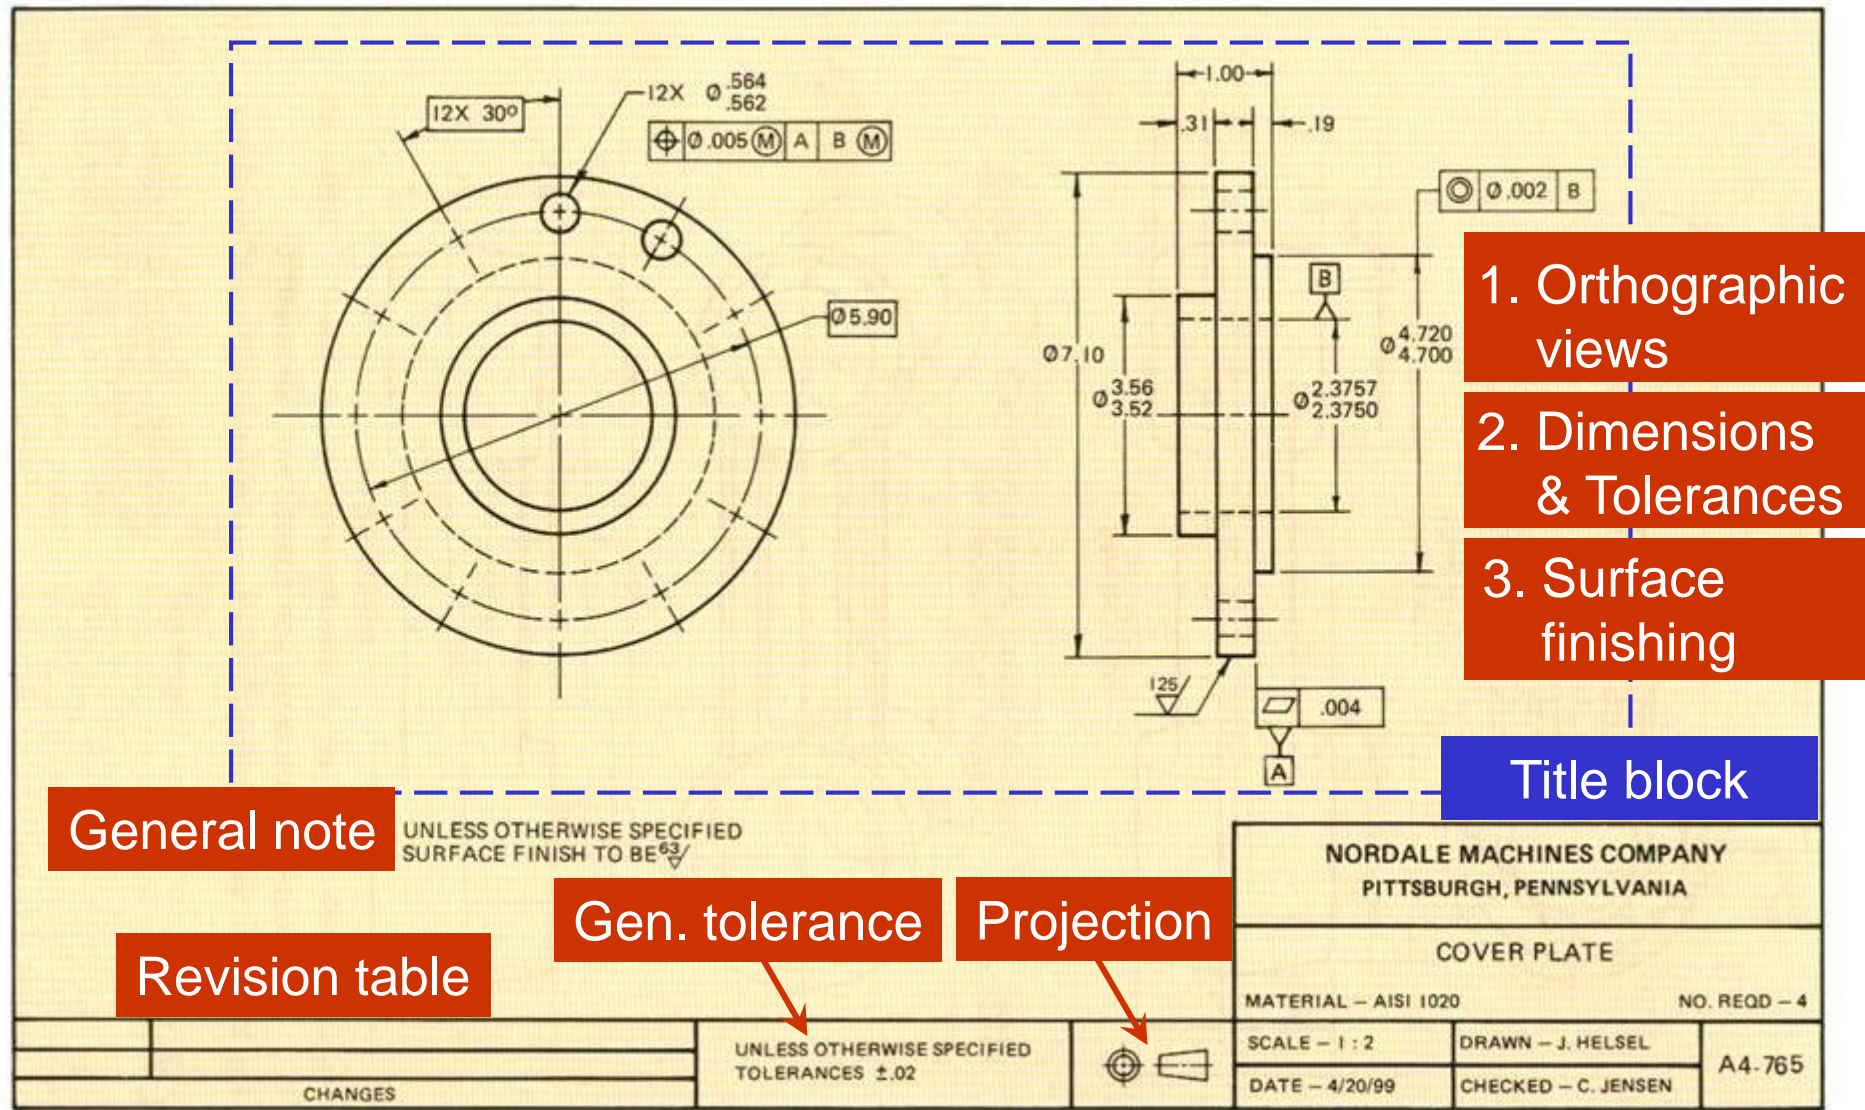 12X 30°
12X Ø .564
.562
⌖ Ø.005 Ⓜ A B Ⓜ
Ø5.90
1.00
.31
.19
◎ Ø.002 B
B
Ø7.10
Ø 3.56
3.52
Ø 2.3757
2.3750
Ø 4.720
4.700
125
⏥ .004
A
1. Orthographic
views
2. Dimensions
& Tolerances
3. Surface
finishing
Title block
General note
UNLESS OTHERWISE SPECIFIED
SURFACE FINISH TO BE 63
Gen. tolerance
Projection
Revision table
CHANGES
UNLESS OTHERWISE SPECIFIED
TOLERANCES ±.02
NORDALE MACHINES COMPANY
PITTSBURGH, PENNSYLVANIA
COVER PLATE
MATERIAL – AISI 1020
NO. REQD – 4
SCALE – 1 : 2
DRAWN – J. HELSEL
DATE – 4/20/99
CHECKED – C. JENSEN
A4-765